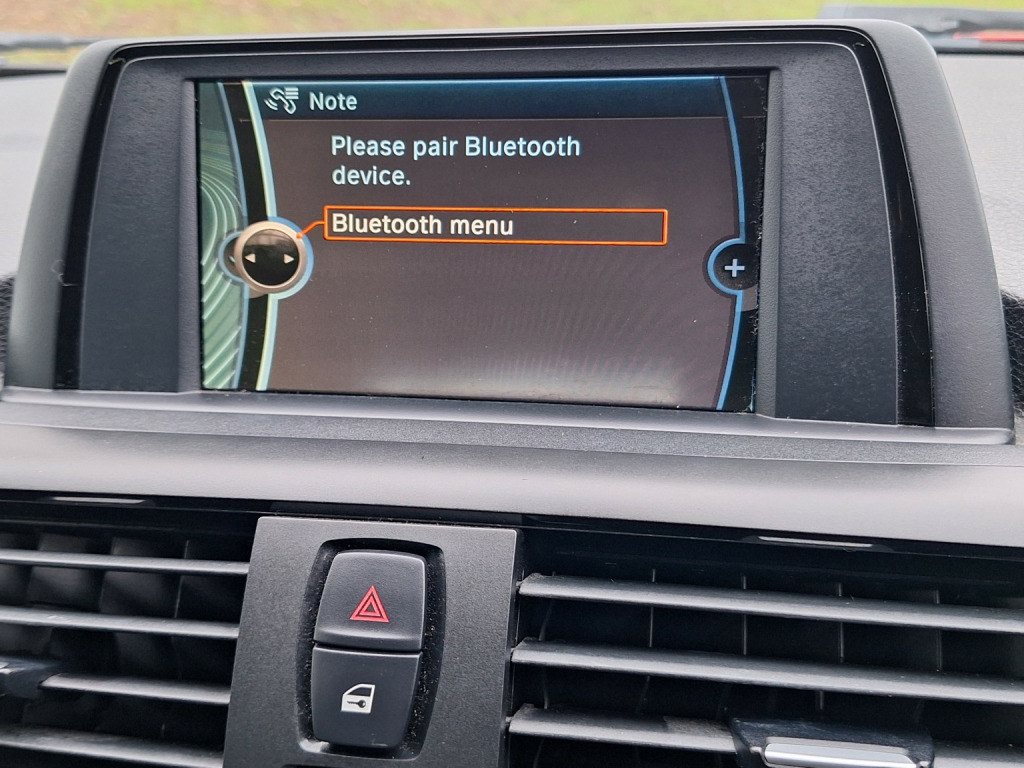 Note
Please pair Bluetooth
device.
Bluetooth menu
+